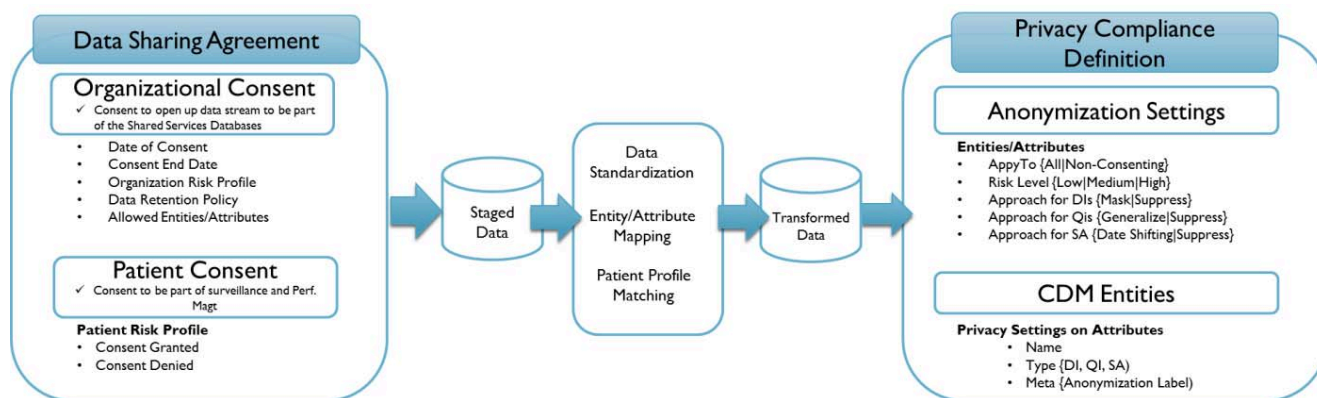 Data Sharing Agreement
Organizational Consent
✓ Consent to open up data stream to be part
of the Shared Services Databases
• Date of Consent
• Consent End Date
• Organization Risk Profile
• Data Retention Policy
• Allowed Entities/Attributes
Patient Consent
✓ Consent to be part of surveillance and Perf.
Magt
Patient Risk Profile
• Consent Granted
• Consent Denied
Staged
Data
Data
Standardization
Entity/Attribute
Mapping
Patient Profile
Matching
Transformed
Data
Privacy Compliance
Definition
Anonymization Settings
Entities/Attributes
• AppyTo {All|Non-Consenting}
• Risk Level {Low|Medium|High}
• Approach for DIs {Mask|Suppress}
• Approach for Qis {Generalize|Suppress}
• Approach for SA {Date Shifting|Suppress}
CDM Entities
Privacy Settings on Attributes
• Name
• Type {DI, QI, SA)
• Meta {Anonymization Label)